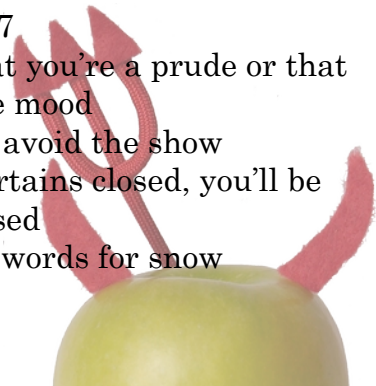 7
at you’re a prude or that
e mood
avoid the show
rtains closed, you’ll be
sed
words for snow